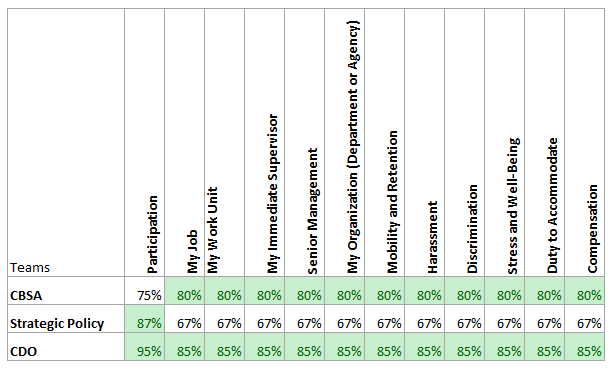 Teams Participation My Job My Work Unit My Immediate Supervisor Senior Management My Organization (Department or Agency) Mobility and Retention Harassment Discrimination Stress and Well-Being Duty to Accommodate Compensation
CBSA 75% 80% 80% 80% 80% 80% 80% 80% 80% 80% 80% 80%
Strategic Policy 87% 67% 67% 67% 67% 67% 67% 67% 67% 67% 67% 67%
CDO 95% 85% 85% 85% 85% 85% 85% 85% 85% 85% 85% 85%